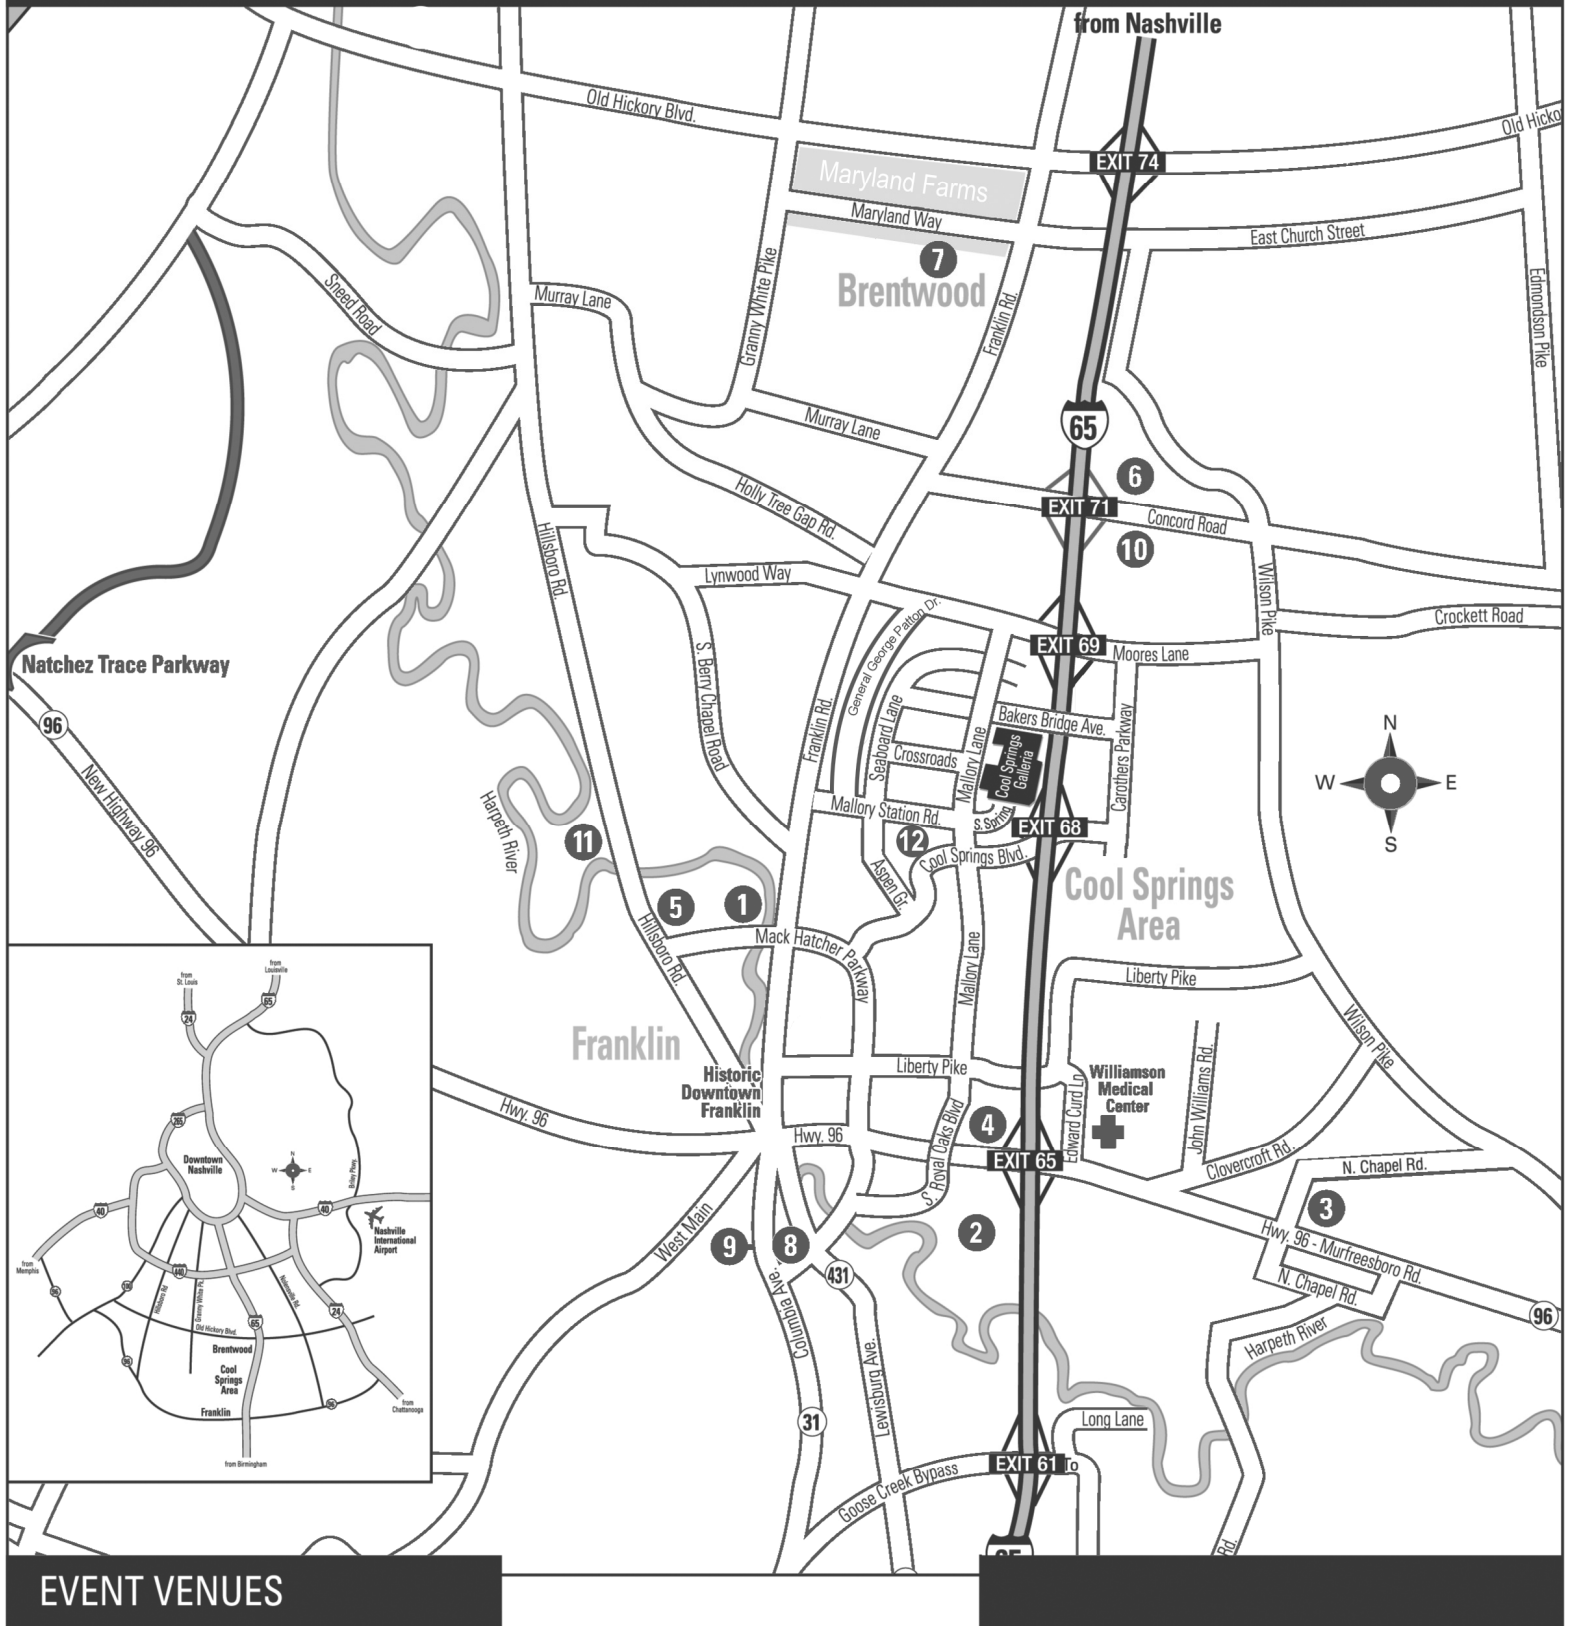 from Nashville
Old Hickory Blvd.
Old Hicko
EXIT 74
Maryland Farms
Maryland Way
East Church Street
7
Brentwood
Granny White Pike
Franklin Rd.
Edmondson Pike
Sneed Road
Murray Lane
Murray Lane
65
6
EXIT 71
Concord Road
10
Holly Tree Gap Rd.
Hillsboro Rd.
Lynwood Way
Wilson Pike
Crockett Road
General George Patton Dr.
EXIT 69
Moores Lane
Natchez Trace Parkway
96
New Highway 96
S. Berry Chapel Road
Franklin Rd.
Seaboard Lane
Bakers Bridge Ave.
Crossroads
Mallory Lane
Cool Springs
Galleria
Carothers Parkway
N
W
E
S
Harpeth River
Mallory Station Rd.
S. Spring
EXIT 68
11
12
Cool Springs Blvd.
Aspen Gr.
Cool Springs
Area
5
1
Hillsboro Rd.
Mack Hatcher Parkway
Mallory Lane
Liberty Pike
Wilson Pike
Franklin
Historic
Downtown
Franklin
Liberty Pike
Williamson
Medical
Center
Edward Curd Ln
John Williams Rd.
Hwy. 96
Hwy. 96
4
S. Royal Oaks Blvd
EXIT 65
Clovercroft Rd.
N. Chapel Rd.
3
West Main
9
8
2
Hwy. 96 - Murfreesboro Rd.
N. Chapel Rd.
431
96
Columbia Ave.
Lewisburg Ave.
Harpeth River
31
Long Lane
Goose Creek Bypass
EXIT 61
To
65
Rd.
from
St. Louis
from
Louisville
24
65
265
Downtown
Nashville
N
W
E
S
Briley Pkwy.
40
40
Nashville
International
Airport
from
Memphis
440
96
Hillsboro Rd
Granny White Pk.
Nolensville Rd.
24
65
Old Hickory Blvd.
Brentwood
96
Cool
Springs
Area
Franklin
96
from
Chattanooga
from Birmingham
EVENT VENUES